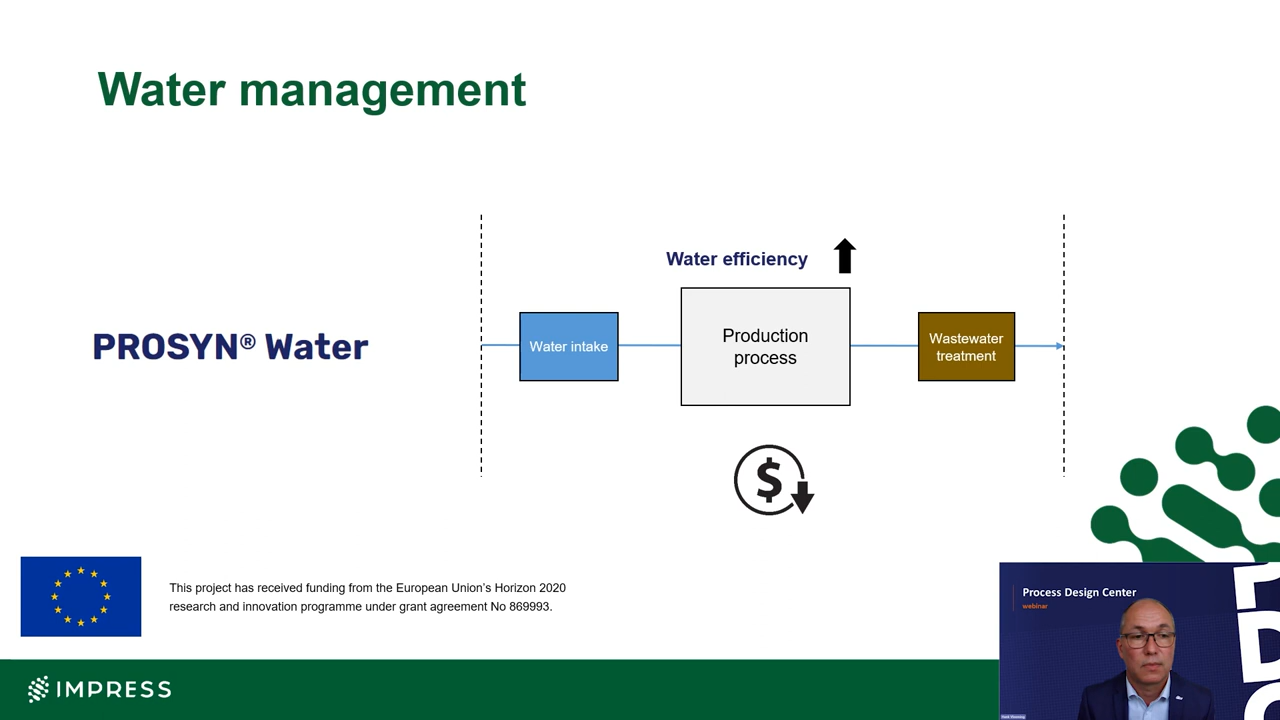 Water management
Water efficiency
PROSYN® Water
Water intake
Production
process
Wastewater
treatment
$
This project has received funding from the European Union's Horizon 2020
research and innovation programme under grant agreement No 869993.
IMPRESS
Process Design Center
webinar
P
D
C